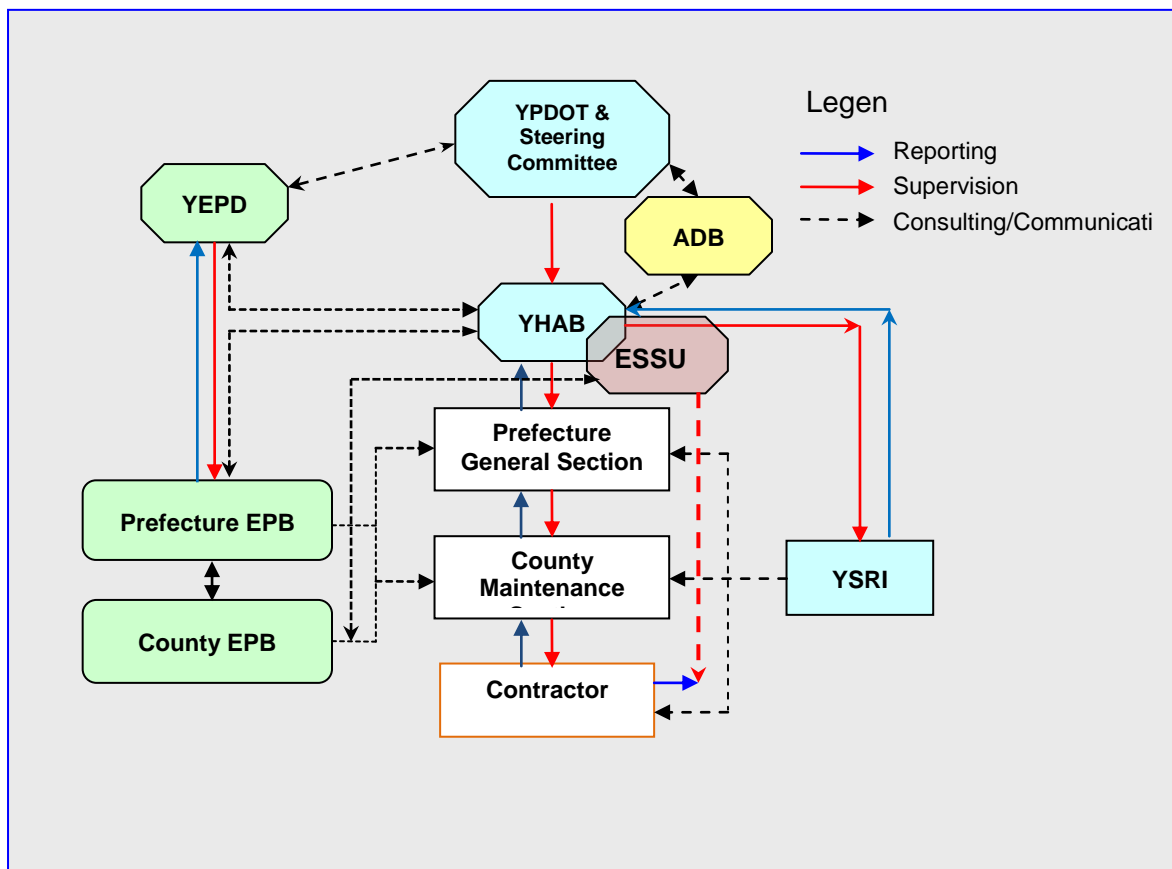 YPDOT &
Steering
Committee
Legen
Reporting
Supervision
Consulting/Communicati
YEPD
ADB
YHAB
ESSU
Prefecture
General Section
Prefecture EPB
County
Maintenance
YSRI
County EPB
Contractor